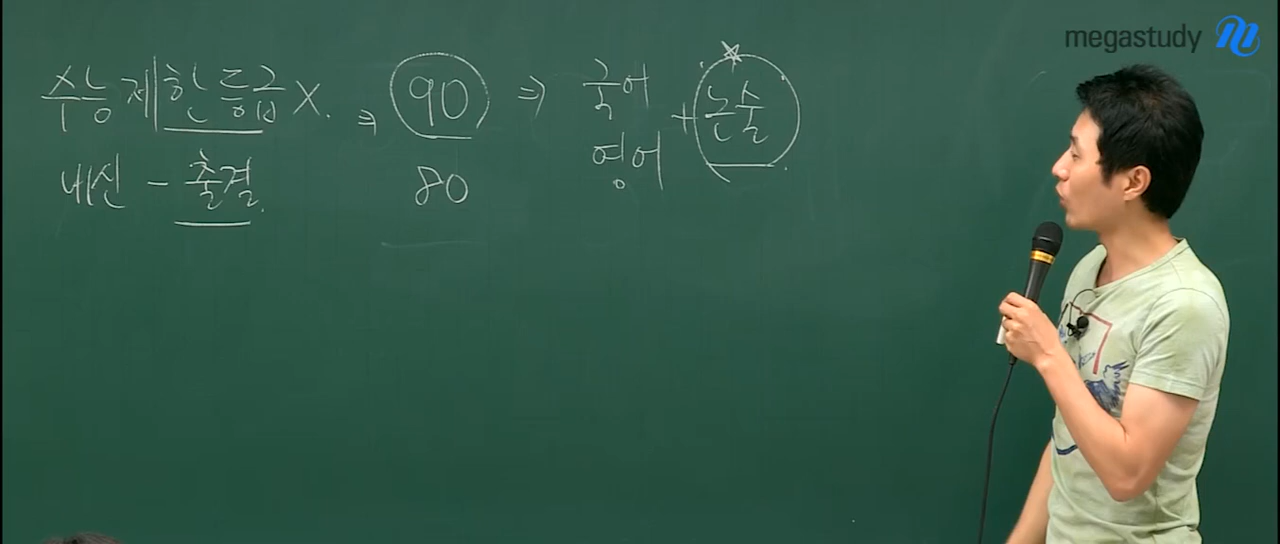 megastudy
수능 제한등급 X. ⇒ 90 ⇒ 국어 + 논술
내신 - 출결. 80 영어